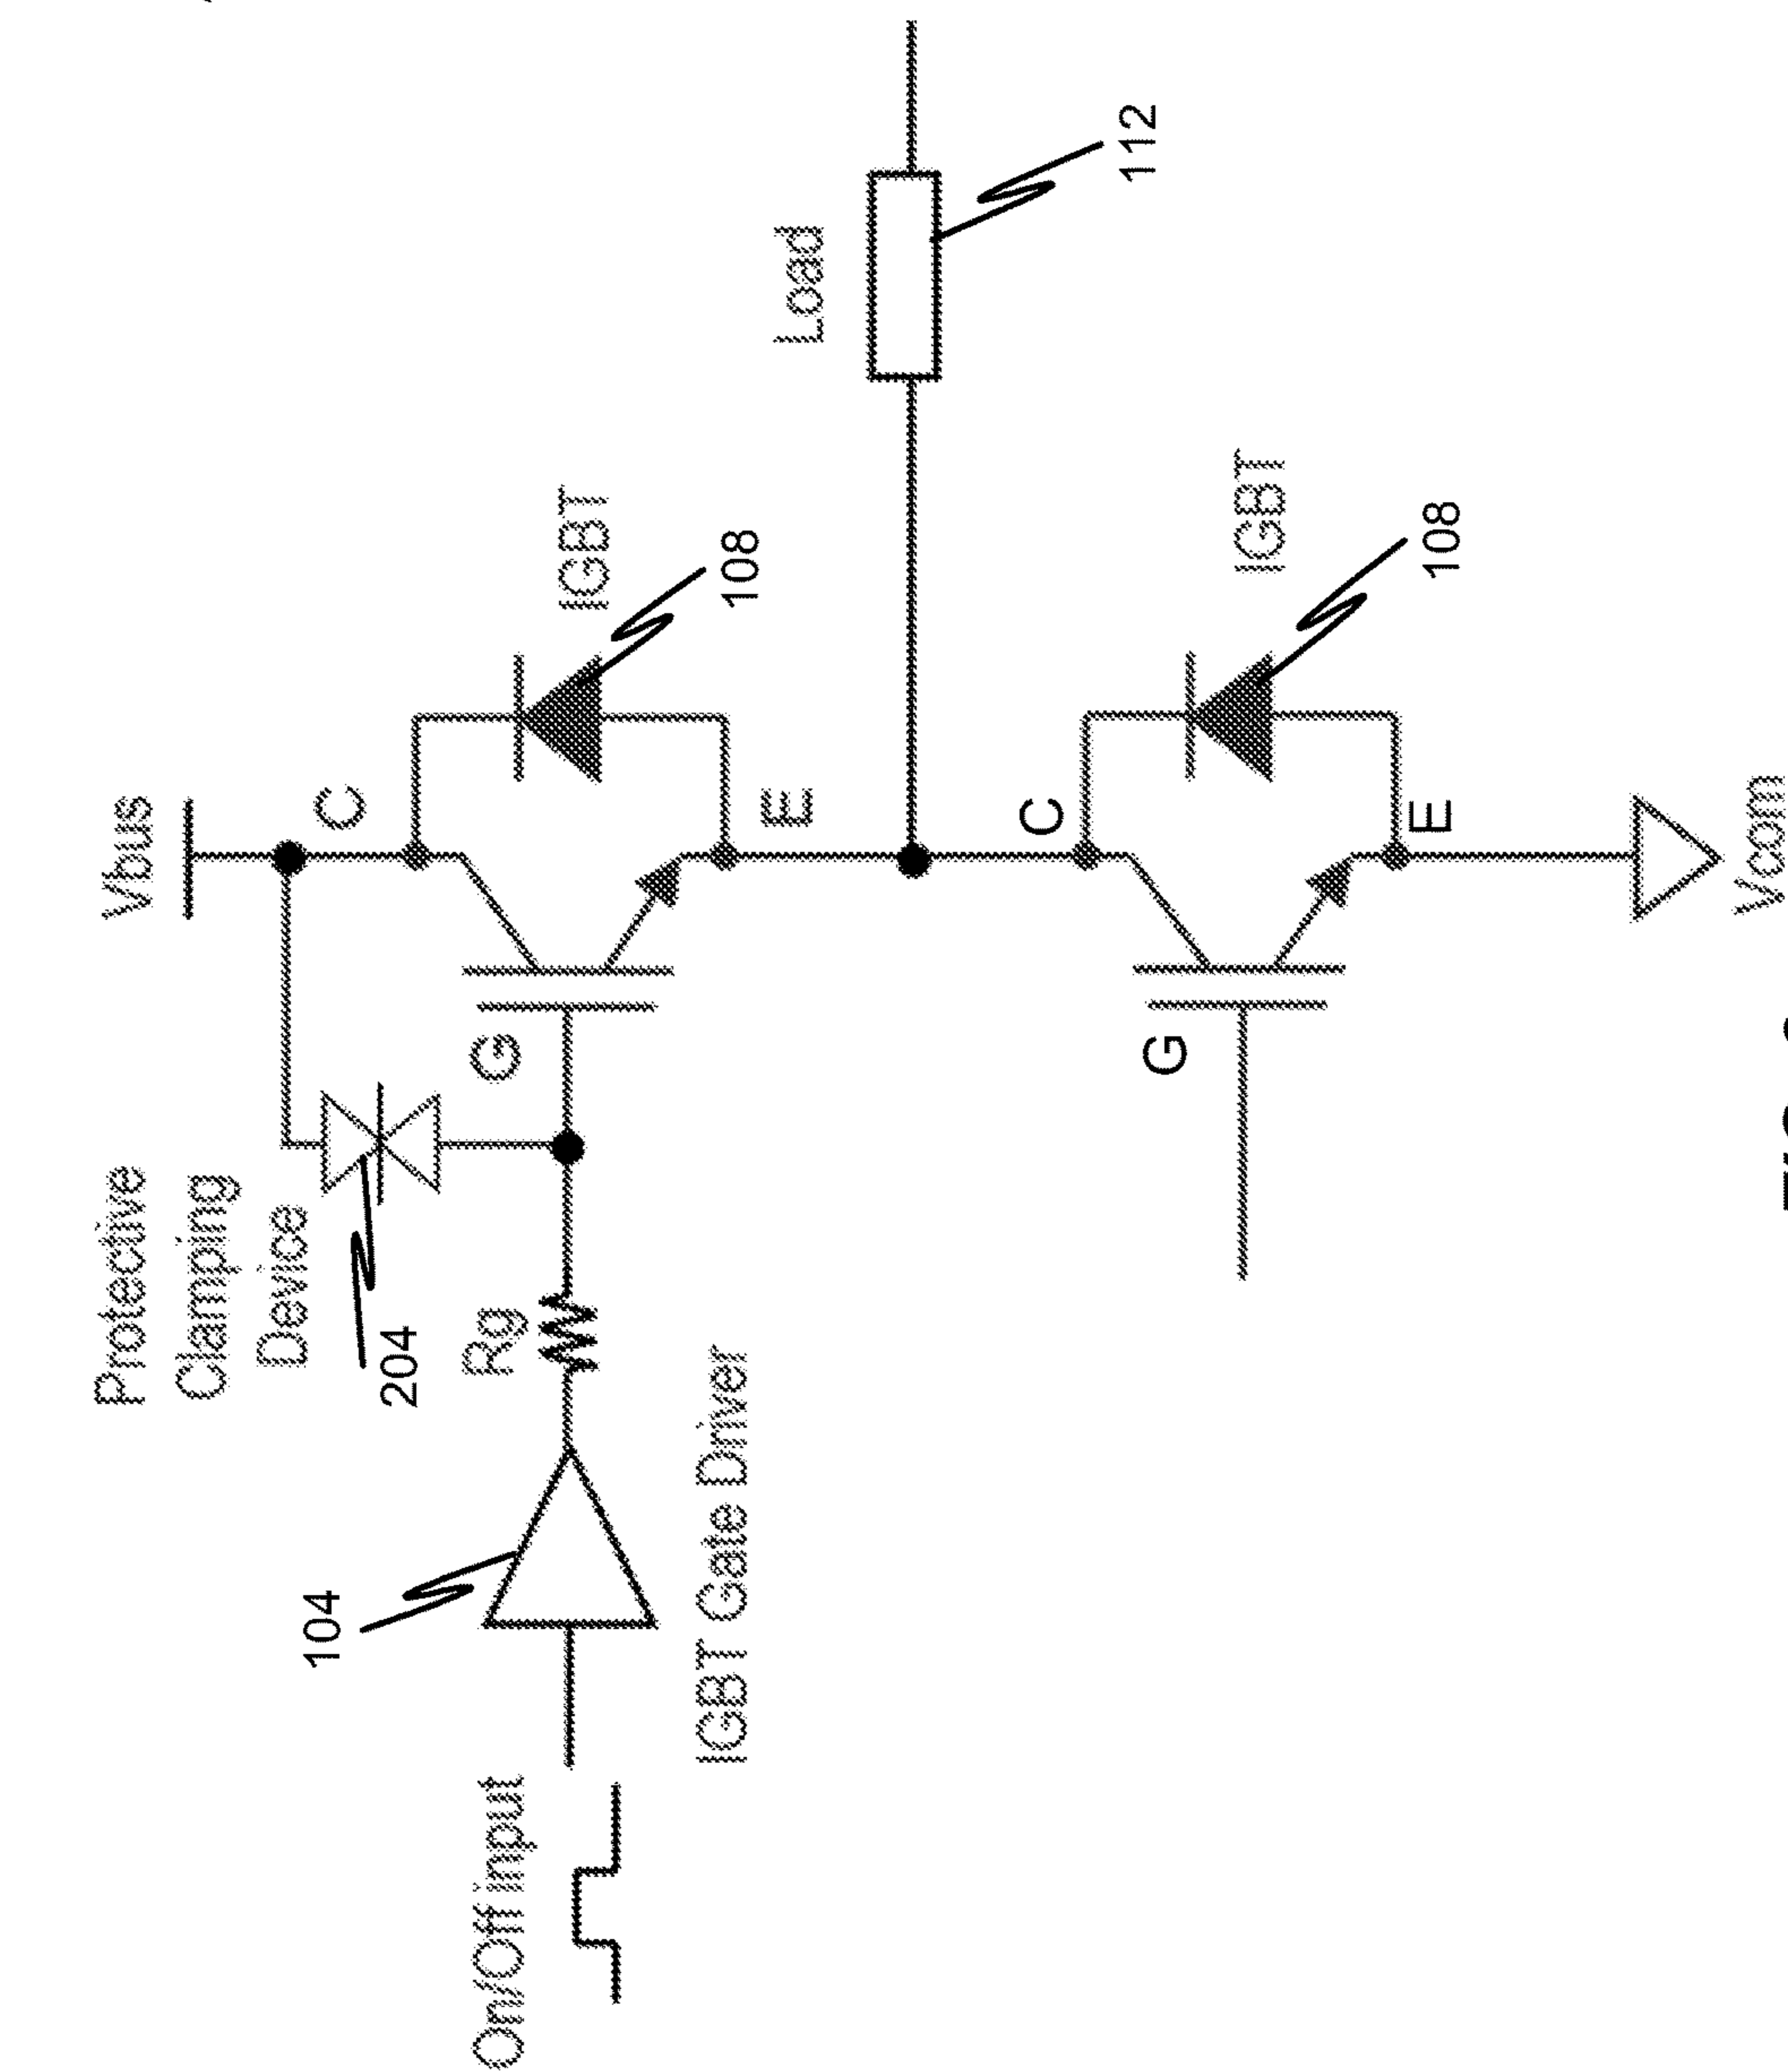 Vbus
Protective
Clamping
Device
204
C
G
IGBT
108
E
Rg
104
On/Off input
IGBT Gate Driver
Load
112
C
G
IGBT
108
E
Vcom